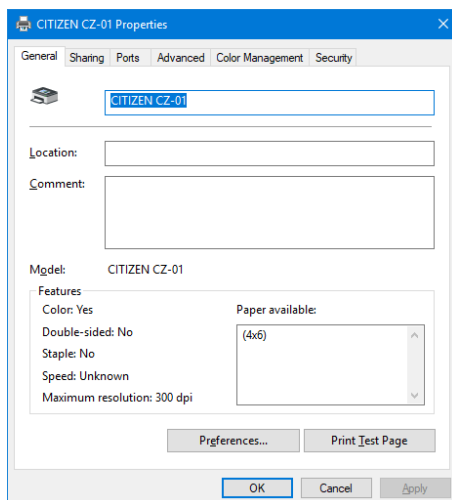 CITIZEN CZ-01 Properties
General Sharing Ports Advanced Color Management Security
CITIZEN CZ-01
Location:
Comment:
Model: CITIZEN CZ-01
Features
Color: Yes
Paper available:
Double-sided: No
(4x6)
Staple: No
Speed: Unknown
Maximum resolution: 300 dpi
Preferences... Print Test Page
OK Cancel Apply